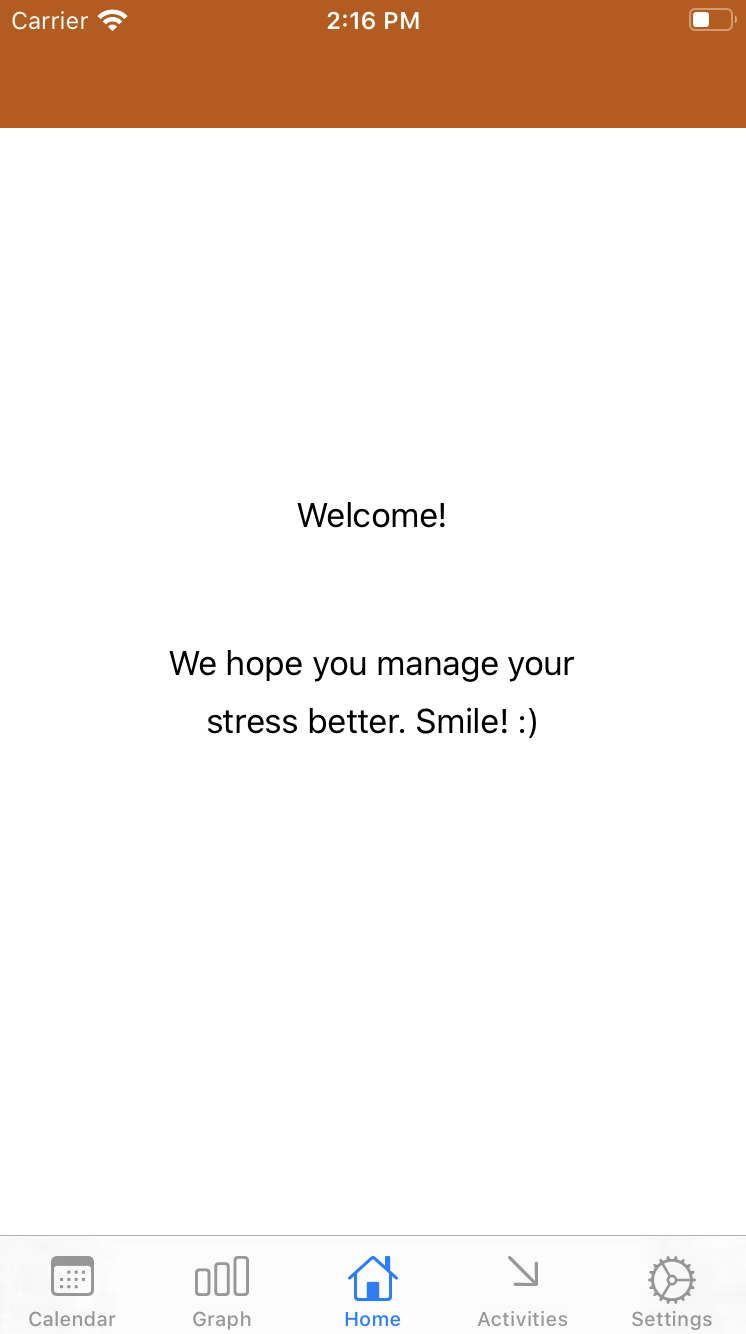 Carrier 2:16 PM
Welcome!
We hope you manage your
stress better. Smile! :)
Calendar Graph Home Activities Settings